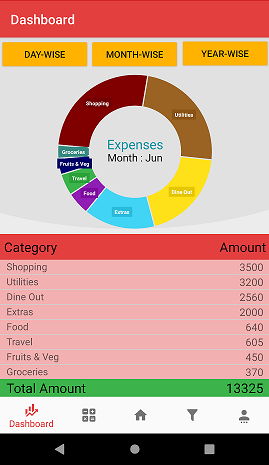 Dashboard
DAY-WISE MONTH-WISE YEAR-WISE
Shopping
Utilities
Groceries
Fruits & Veg
Travel
Food
Dine Out
Extras
Expenses
Month : Jun
Category Amount
Shopping 3500
Utilities 3200
Dine Out 2560
Extras 2000
Food 640
Travel 605
Fruits & Veg 450
Groceries 370
Total Amount 13325
Dashboard